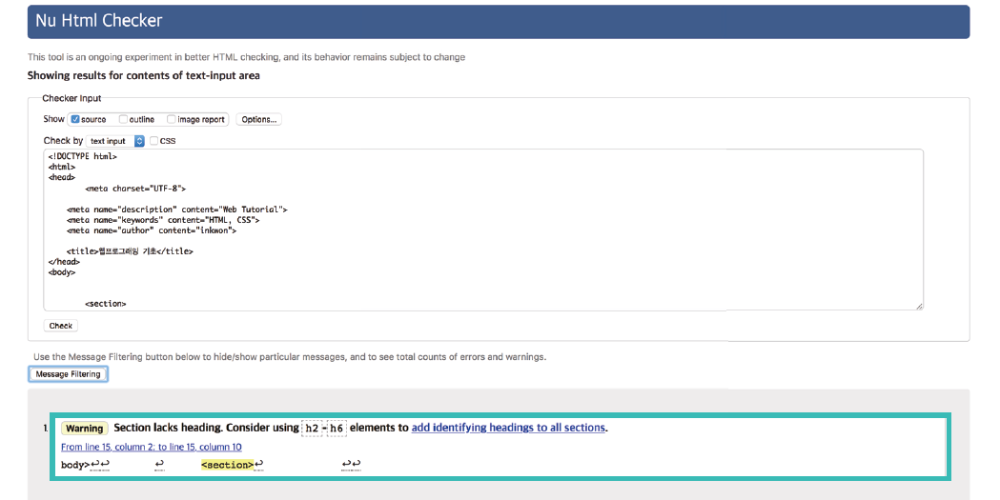 Nu Html Checker
This tool is an ongoing experiment in better HTML checking, and its behavior remains subject to change
Showing results for contents of text-input area
Checker Input
Show source outline image report Options...
Check by text input CSS
<!DOCTYPE html>
<html>
<head>
<meta charset="UTF-8">
<meta name="description" content="Web Tutorial">
<meta name="keywords" content="HTML, CSS">
<meta name="author" content="inkwon">
<title>웹프로그래밍 기초</title>
</head>
<body>
<section>
Check
Use the Message Filtering button below to hide/show particular messages, and to see total counts of errors and warnings.
Message Filtering
1. Warning Section lacks heading. Consider using h2-h6 elements to add identifying headings to all sections.
From line 15, column 2; to line 15, column 10
body>↩↩ ↩ <section>↩ ↩↩